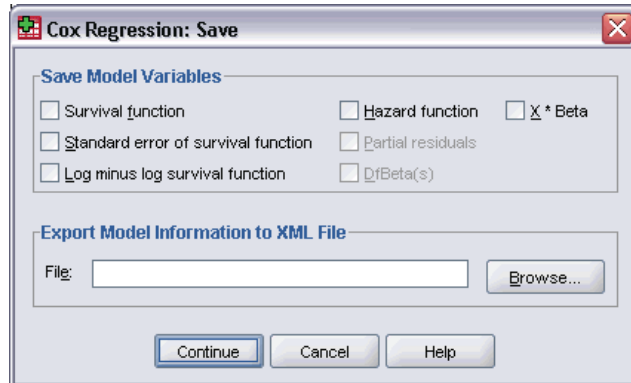 Cox Regression: Save
Save Model Variables
Survival function
Hazard function
X * Beta
Standard error of survival function
Partial residuals
Log minus log survival function
DfBeta(s)
Export Model Information to XML File
File:
Browse...
Continue
Cancel
Help